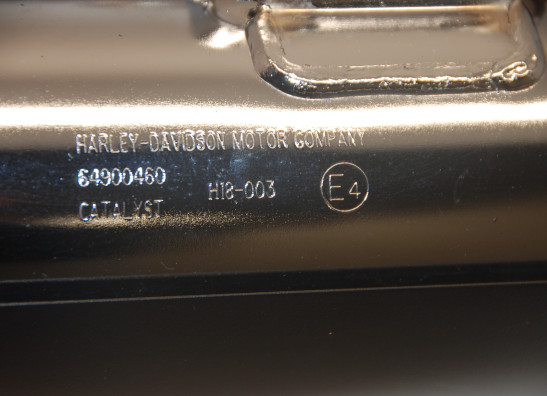 HARLEY-DAVIDSON MOTOR COMPANY
64900460 H18-003 E4
CATALYST